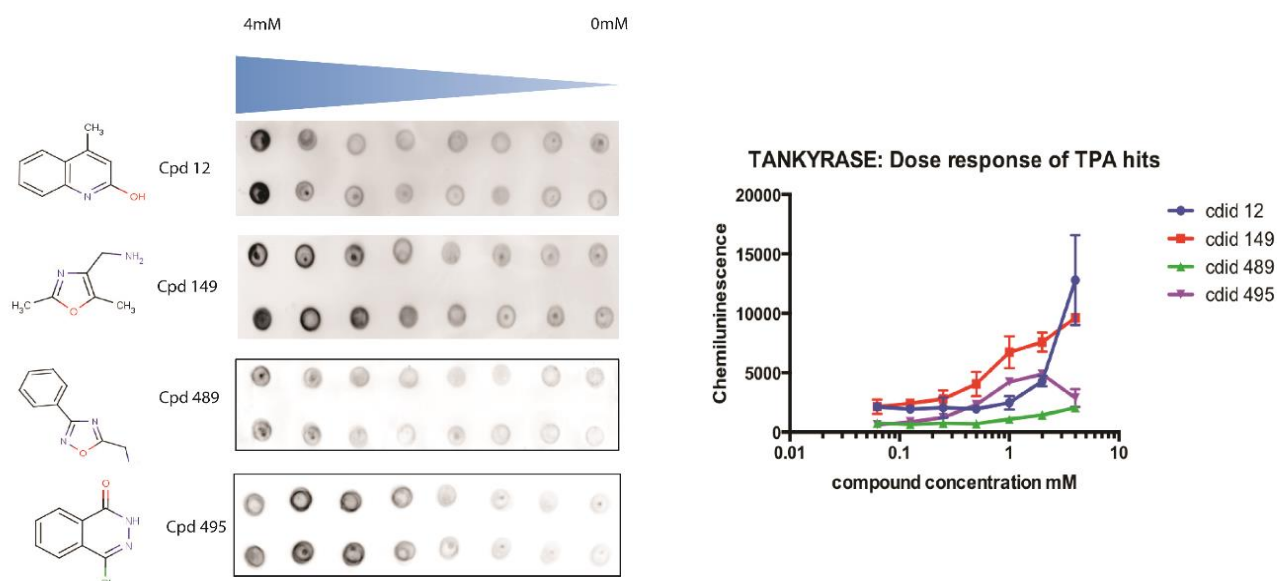 4mM 0mM
CH₃
N OH
Cpd 12
NH₂
N
H₃C O CH₃
Cpd 149
N
N O
Cpd 489
O
NH
N
Cpd 495
TANKYRASE: Dose response of TPA hits
20000
15000
10000
5000
0
Chemiluninescence
0.01 0.1 1 10
compound concentration mM
cdid 12
cdid 149
cdid 489
cdid 495